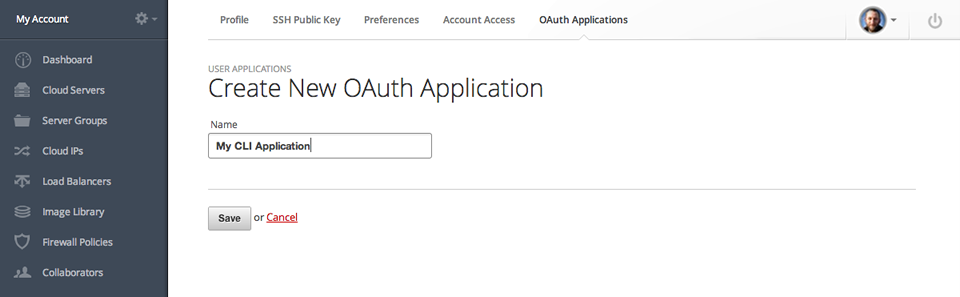 My Account
Profile SSH Public Key Preferences Account Access OAuth Applications
Dashboard
Cloud Servers
Server Groups
Cloud IPs
Load Balancers
Image Library
Firewall Policies
Collaborators
USER APPLICATIONS
Create New OAuth Application
Name
My CLI Application
Save or Cancel